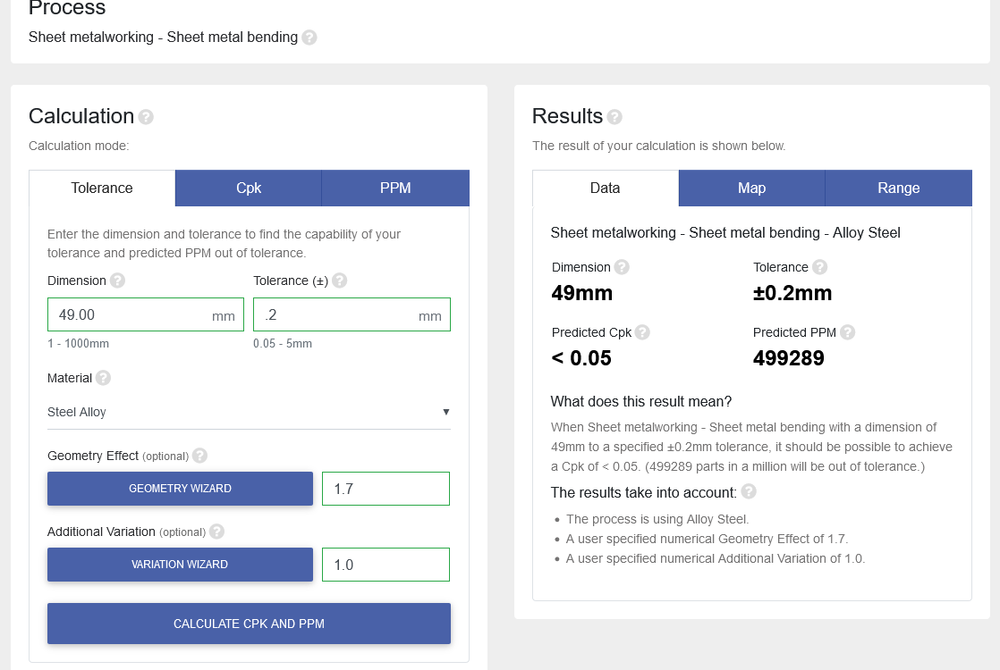 Process
Sheet metalworking - Sheet metal bending ?
Calculation ?
Calculation mode:
Tolerance Cpk PPM
Enter the dimension and tolerance to find the capability of your
tolerance and predicted PPM out of tolerance.
Dimension ? Tolerance (±) ?
49.00 mm .2 mm
1 - 1000mm 0.05 - 5mm
Material ?
Steel Alloy ▼
Geometry Effect (optional) ?
GEOMETRY WIZARD 1.7
Additional Variation (optional) ?
VARIATION WIZARD 1.0
CALCULATE CPK AND PPM
Results ?
The result of your calculation is shown below.
Data Map Range
Sheet metalworking - Sheet metal bending - Alloy Steel
Dimension ? Tolerance ?
49mm ±0.2mm
Predicted Cpk ? Predicted PPM ?
< 0.05 499289
What does this result mean?
When Sheet metalworking - Sheet metal bending with a dimension of
49mm to a specified ±0.2mm tolerance, it should be possible to achieve
a Cpk of < 0.05. (499289 parts in a million will be out of tolerance.)
The results take into account: ?
• The process is using Alloy Steel.
• A user specified numerical Geometry Effect of 1.7.
• A user specified numerical Additional Variation of 1.0.